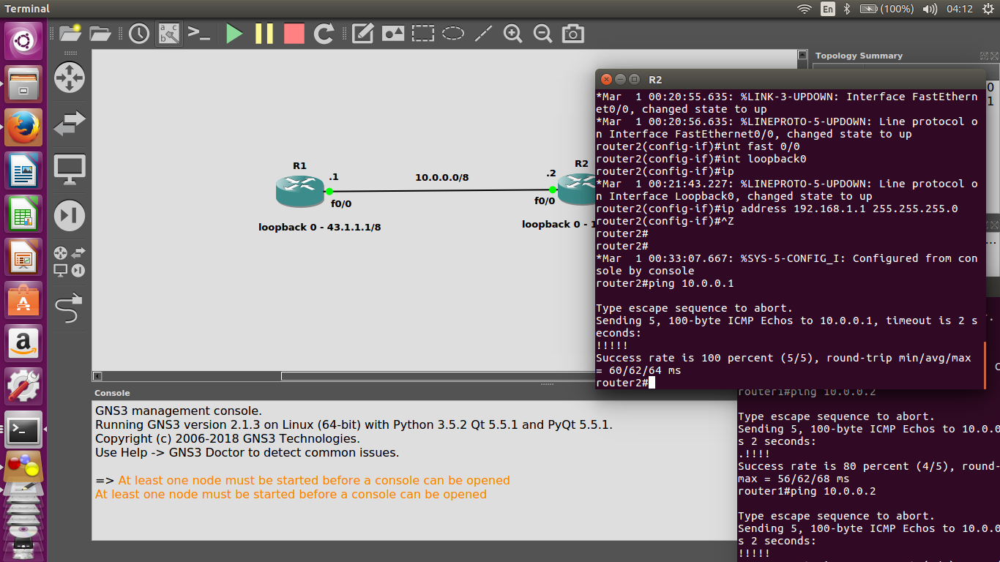 Terminal
En
(100%)
04:12
a c
b
Topology Summary
R2
0
1
*Mar  1 00:20:55.635: %LINK-3-UPDOWN: Interface FastEthern
et0/0, changed state to up
*Mar  1 00:20:56.635: %LINEPROTO-5-UPDOWN: Line protocol o
n Interface FastEthernet0/0, changed state to up
router2(config-if)#int fast 0/0
router2(config-if)#int loopback0
router2(config-if)#ip
*Mar  1 00:21:43.227: %LINEPROTO-5-UPDOWN: Line protocol o
n Interface Loopback0, changed state to up
router2(config-if)#ip address 192.168.1.1 255.255.255.0
router2(config-if)#^Z
router2#
router2#
*Mar  1 00:33:07.667: %SYS-5-CONFIG_I: Configured from con
sole by console
router2#ping 10.0.0.1
Type escape sequence to abort.
Sending 5, 100-byte ICMP Echos to 10.0.0.1, timeout is 2 s
econds:
!!!!!
Success rate is 100 percent (5/5), round-trip min/avg/max
= 60/62/64 ms
router2#
R1
.1
10.0.0.0/8
.2
R2
f0/0
f0/0
loopback 0 - 43.1.1.1/8
loopback 0 - 1
Console
GNS3 management console.
Running GNS3 version 2.1.3 on Linux (64-bit) with Python 3.5.2 Qt 5.5.1 and PyQt 5.5.1.
Copyright (c) 2006-2018 GNS3 Technologies.
Use Help -> GNS3 Doctor to detect common issues.
=> At least one node must be started before a console can be opened
At least one node must be started before a console can be opened
router1#ping 10.0.0.2
Type escape sequence to abort.
Sending 5, 100-byte ICMP Echos to 10.0.0
s 2 seconds:
.!!!!
Success rate is 80 percent (4/5), round-
max = 56/62/68 ms
router1#ping 10.0.0.2
Type escape sequence to abort.
Sending 5, 100-byte ICMP Echos to 10.0.0
s 2 seconds:
!!!!!